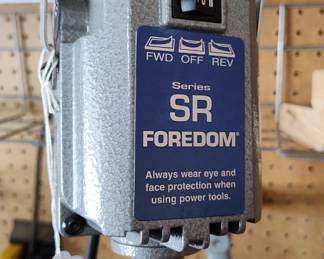 FWD OFF REV
Series
SR
FOREDOM®
Always wear eye and
face protection when
using power tools.